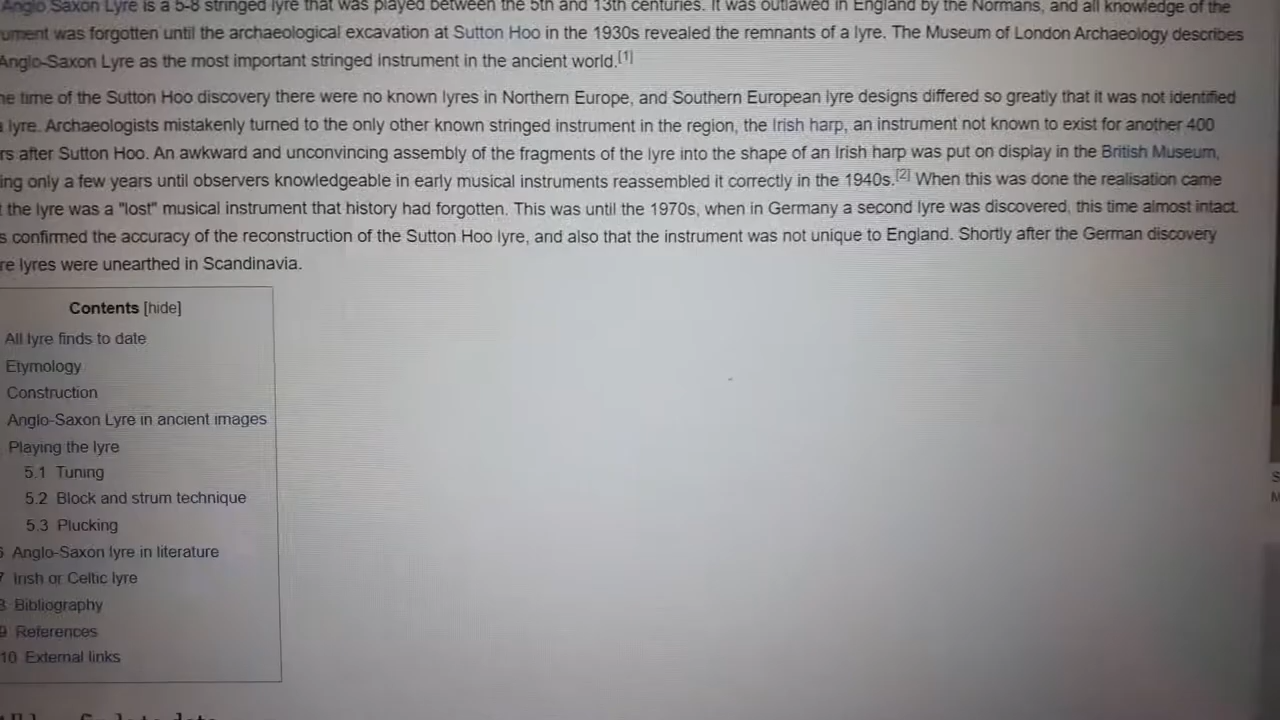 Anglo Saxon Lyre is a 5-8 stringed lyre that was played between the 5th and 13th centuries. It was outlawed in England by the Normans, and all knowledge of the
ument was forgotten until the archaeological excavation at Sutton Hoo in the 1930s revealed the remnants of a lyre. The Museum of London Archaeology describes
Anglo-Saxon Lyre as the most important stringed instrument in the ancient world.[1]
he time of the Sutton Hoo discovery there were no known lyres in Northern Europe, and Southern European lyre designs differed so greatly that it was not identified
a lyre. Archaeologists mistakenly turned to the only other known stringed instrument in the region, the Irish harp, an instrument not known to exist for another 400
rs after Sutton Hoo. An awkward and unconvincing assembly of the fragments of the lyre into the shape of an Irish harp was put on display in the British Museum,
ing only a few years until observers knowledgeable in early musical instruments reassembled it correctly in the 1940s.[2] When this was done the realisation came
t the lyre was a "lost" musical instrument that history had forgotten. This was until the 1970s, when in Germany a second lyre was discovered, this time almost intact.
s confirmed the accuracy of the reconstruction of the Sutton Hoo lyre, and also that the instrument was not unique to England. Shortly after the German discovery
re lyres were unearthed in Scandinavia.
Contents [hide]
All lyre finds to date
Etymology
Construction
Anglo-Saxon Lyre in ancient images
Playing the lyre
5.1 Tuning
5.2 Block and strum technique
5.3 Plucking
6 Anglo-Saxon lyre in literature
7 Irish or Celtic lyre
8 Bibliography
9 References
10 External links